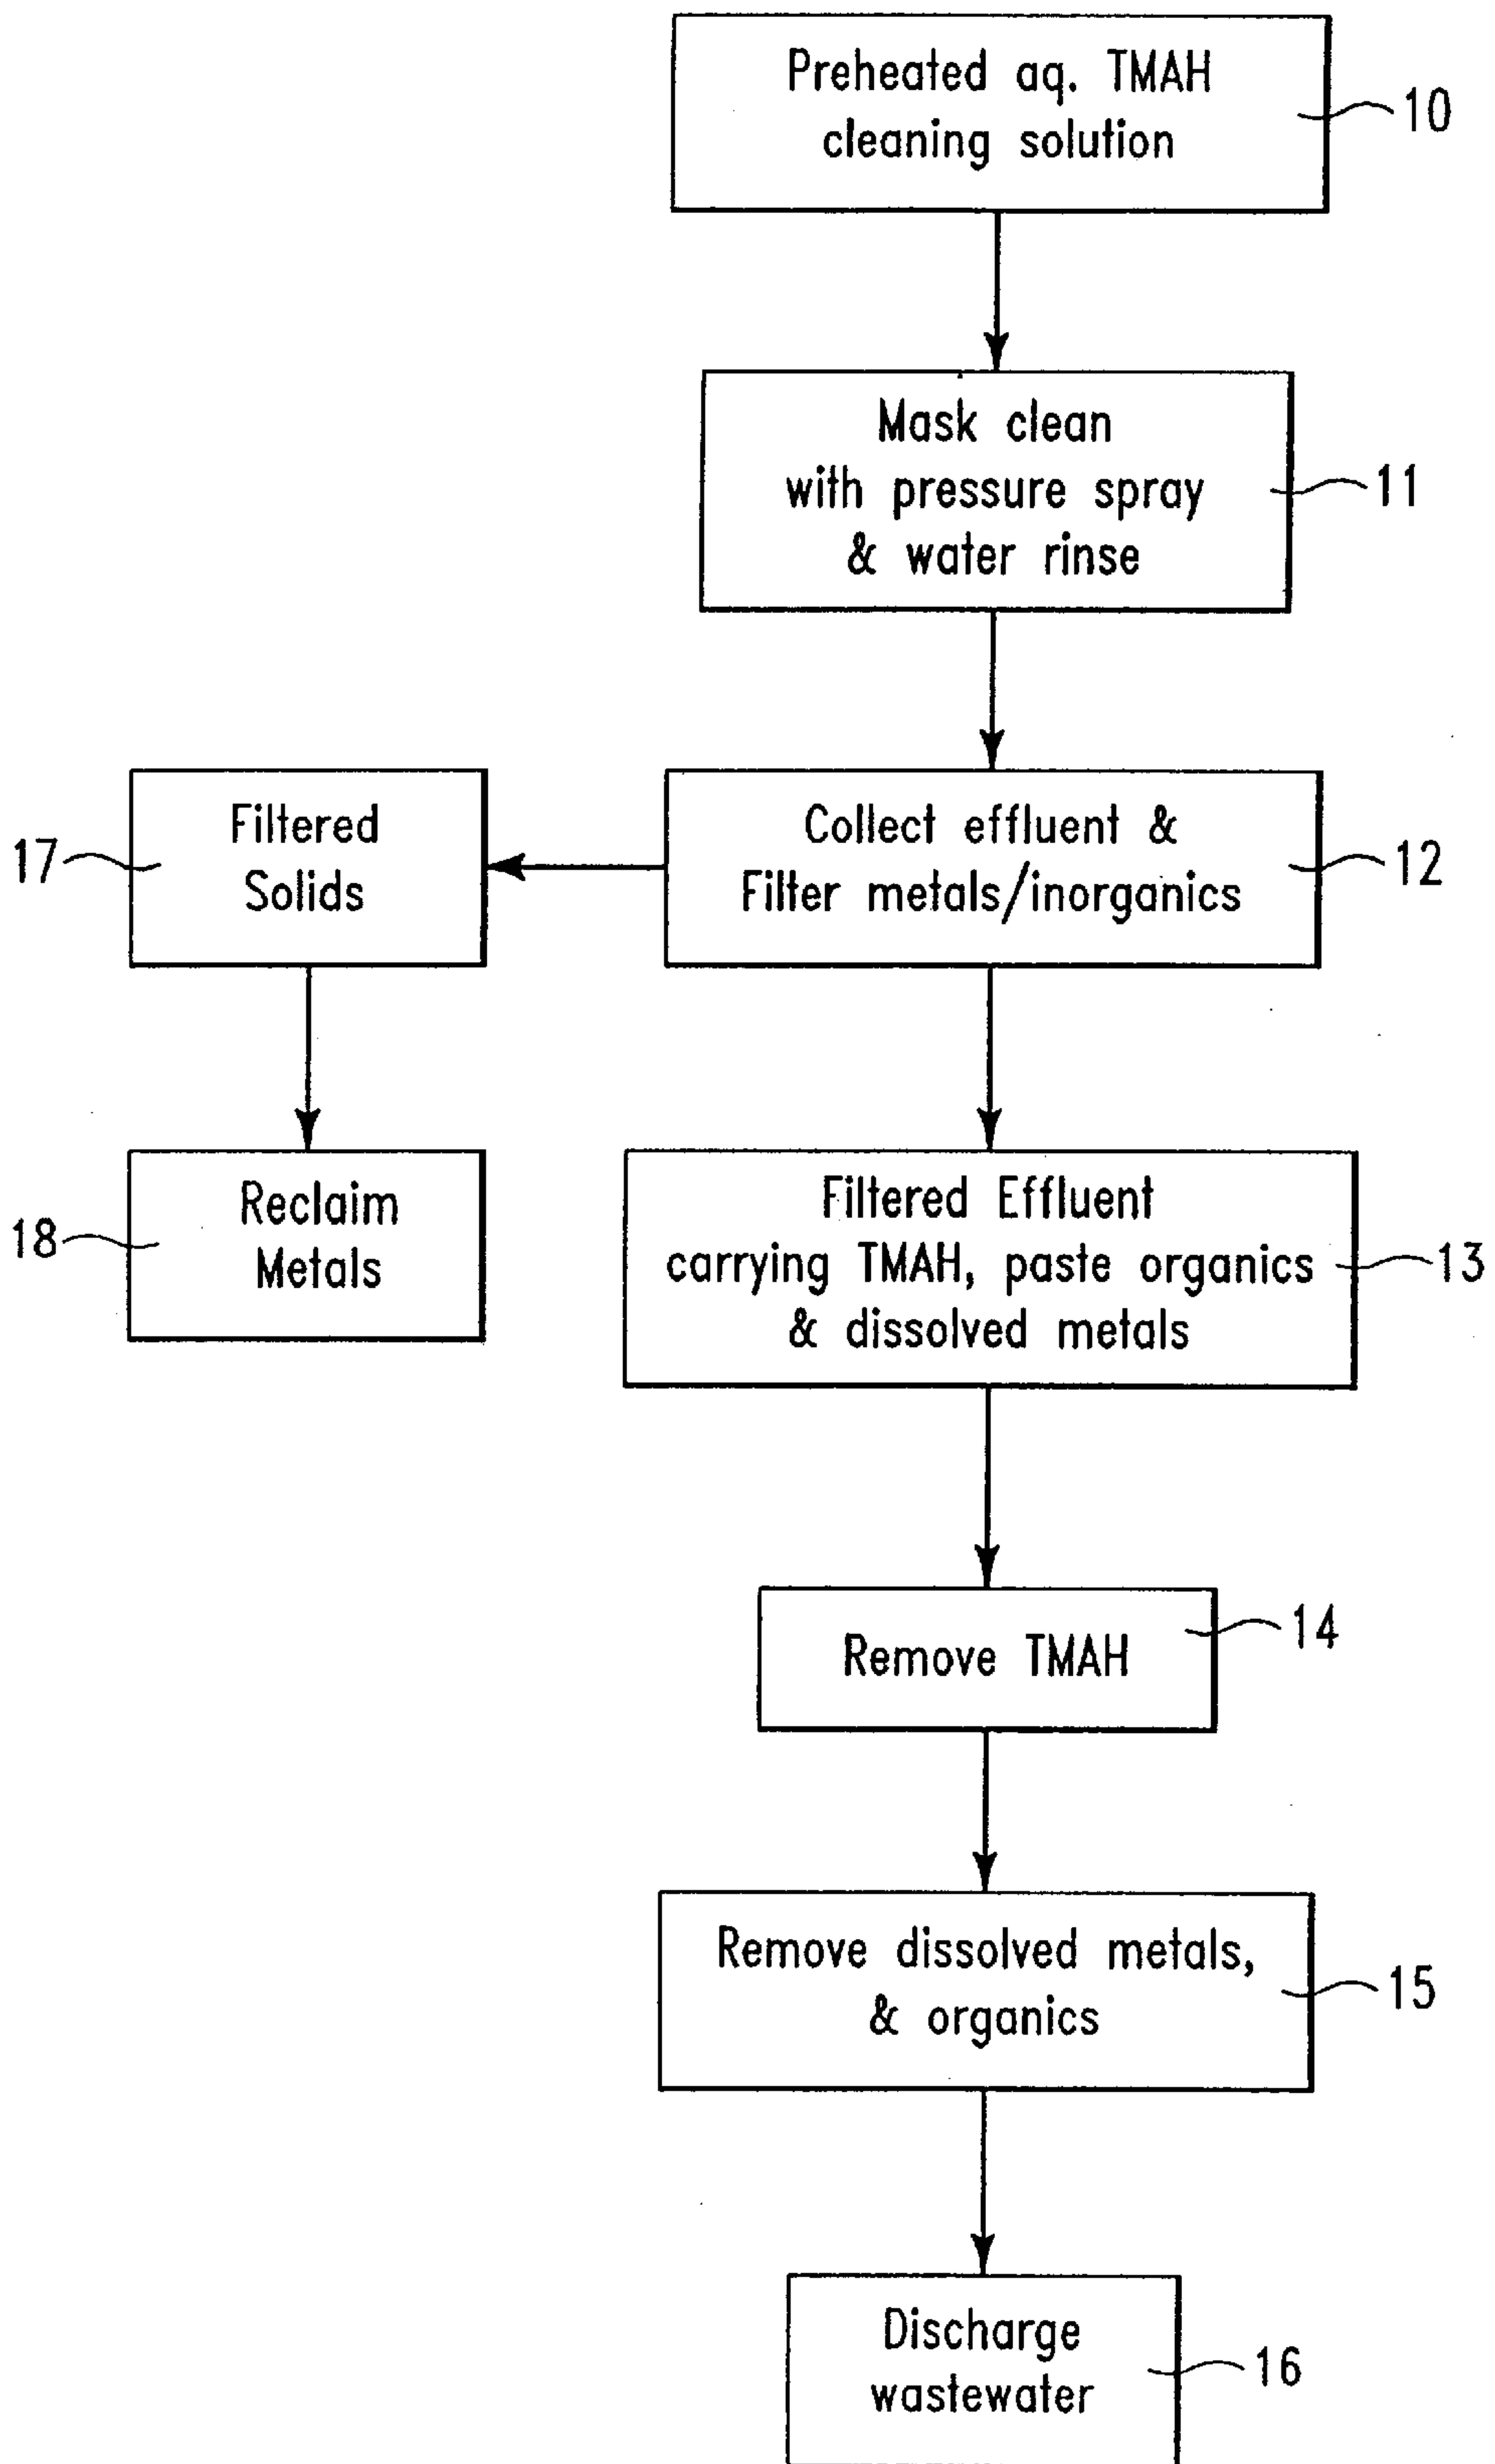 Preheated aq. TMAH
cleaning solution
10
Mask clean
with pressure spray
& water rinse
11
Collect effluent &
Filter metals/inorganics
12
Filtered
Solids
17
Reclaim
Metals
18
Filtered Effluent
carrying TMAH, paste organics
& dissolved metals
13
Remove TMAH
14
Remove dissolved metals,
& organics
15
Discharge
wastewater
16